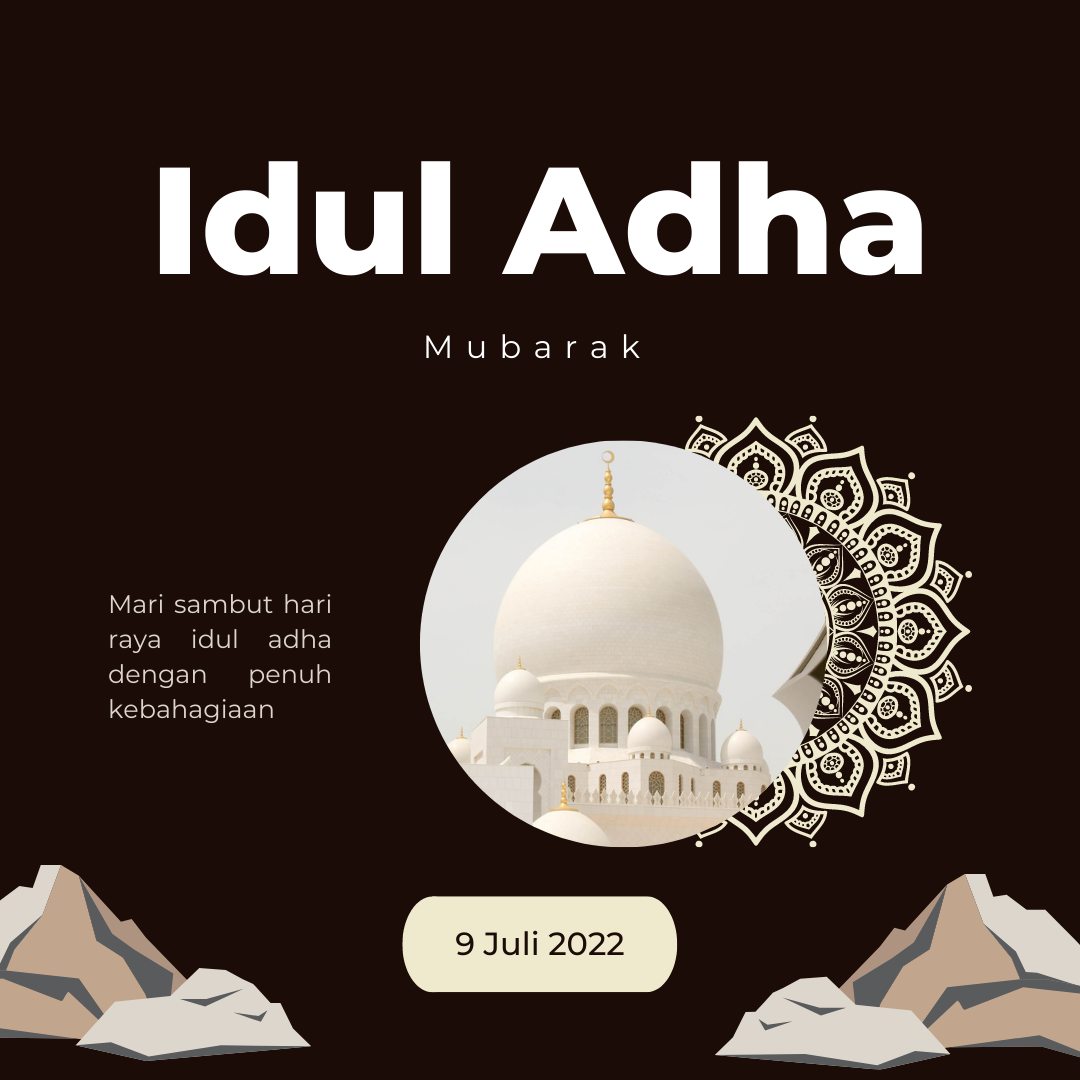 Idul Adha
Mubarak
Mari sambut hari
raya idul adha
dengan penuh
kebahagiaan
9 Juli 2022